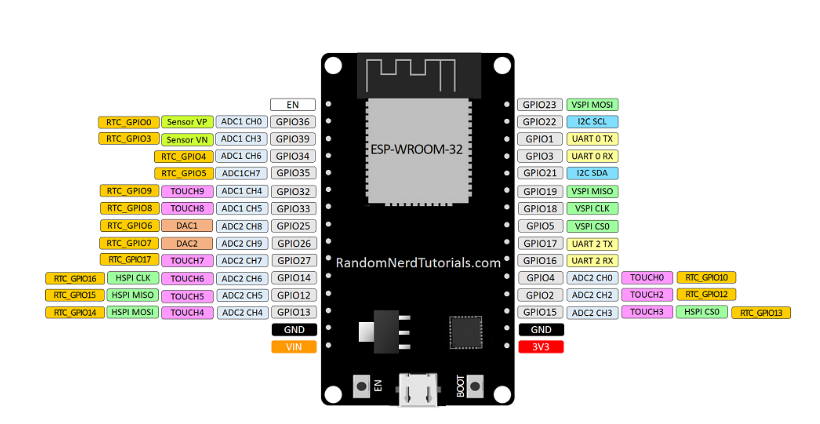 EN GPIO23 VSPI MOSI
RTC_GPIO0 Sensor VP ADC1 CH0 GPIO36 GPIO22 I2C SCL
RTC_GPIO3 Sensor VN ADC1 CH3 GPIO39 GPIO1 UART 0 TX
ESP-WROOM-32
RTC_GPIO4 ADC1 CH6 GPIO34 GPIO3 UART 0 RX
RTC_GPIO5 ADC1CH7 GPIO35 GPIO21 I2C SDA
RTC_GPIO9 TOUCH9 ADC1 CH4 GPIO32 GPIO19 VSPI MISO
RTC_GPIO8 TOUCH8 ADC1 CH5 GPIO33 GPIO18 VSPI CLK
RTC_GPIO6 DAC1 ADC2 CH8 GPIO25 GPIO5 VSPI CS0
RTC_GPIO7 DAC2 ADC2 CH9 GPIO26 GPIO17 UART 2 TX
RTC_GPIO17 TOUCH7 ADC2 CH7 GPIO27 GPIO16 UART 2 RX
RandomNerdTutorials.com
RTC_GPIO16 HSPI CLK TOUCH6 ADC2 CH6 GPIO14 GPIO4 ADC2 CH0 TOUCH0 RTC_GPIO10
RTC_GPIO15 HSPI MISO TOUCH5 ADC2 CH5 GPIO12 GPIO2 ADC2 CH2 TOUCH2 RTC_GPIO12
RTC_GPIO14 HSPI MOSI TOUCH4 ADC2 CH4 GPIO13 GPIO15 ADC2 CH3 TOUCH3 HSPI CS0 RTC_GPIO13
GND GND
VIN 3V3
EN BOOT